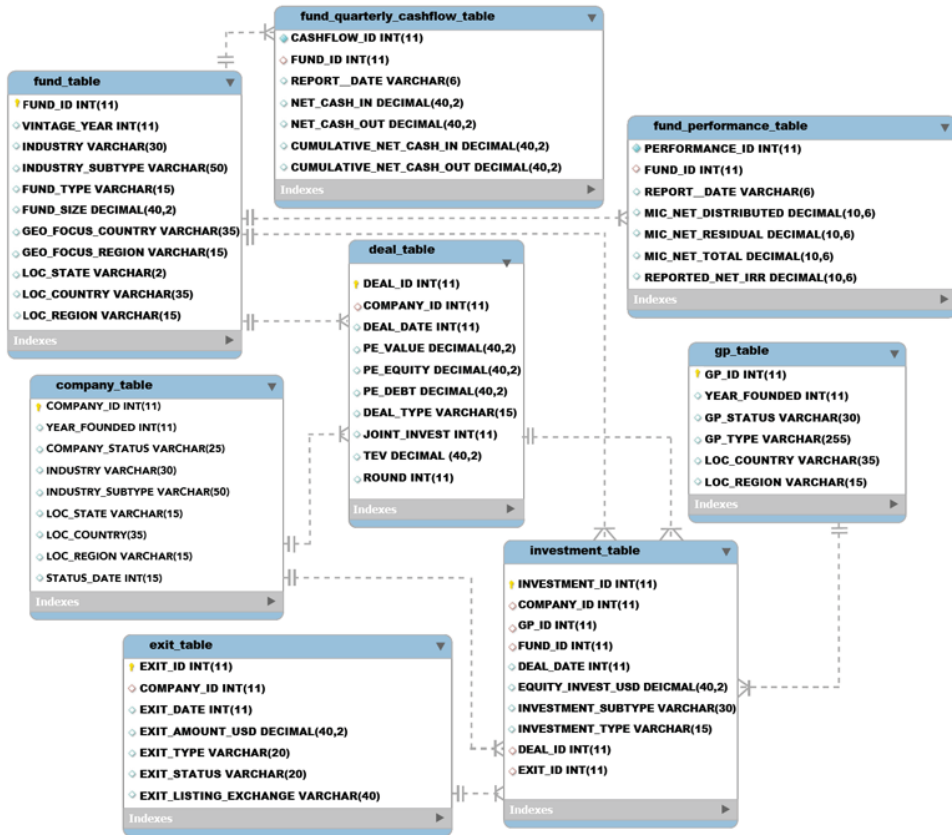 fund_quarterly_cashflow_table
CASHFLOW_ID INT(11)
FUND_ID INT(11)
REPORT__DATE VARCHAR(6)
NET_CASH_IN DECIMAL(40,2)
NET_CASH_OUT DECIMAL(40,2)
CUMULATIVE_NET_CASH_IN DECIMAL(40,2)
CUMULATIVE_NET_CASH_OUT DECIMAL(40,2)
Indexes
fund_table
FUND_ID INT(11)
VINTAGE_YEAR INT(11)
INDUSTRY VARCHAR(30)
INDUSTRY_SUBTYPE VARCHAR(50)
FUND_TYPE VARCHAR(15)
FUND_SIZE DECIMAL(40,2)
GEO_FOCUS_COUNTRY VARCHAR(35)
GEO_FOCUS_REGION VARCHAR(15)
LOC_STATE VARCHAR(2)
LOC_COUNTRY VARCHAR(35)
LOC_REGION VARCHAR(15)
Indexes
fund_performance_table
PERFORMANCE_ID INT(11)
FUND_ID INT(11)
REPORT__DATE VARCHAR(6)
MIC_NET_DISTRIBUTED DECIMAL(10,6)
MIC_NET_RESIDUAL DECIMAL(10,6)
MIC_NET_TOTAL DECIMAL(10,6)
REPORTED_NET_IRR DECIMAL(10,6)
Indexes
deal_table
DEAL_ID INT(11)
COMPANY_ID INT(11)
DEAL_DATE INT(11)
PE_VALUE DECIMAL(40,2)
PE_EQUITY DECIMAL(40,2)
PE_DEBT DECIMAL(40,2)
DEAL_TYPE VARCHAR(15)
JOINT_INVEST INT(11)
TEV DECIMAL (40,2)
ROUND INT(11)
Indexes
gp_table
GP_ID INT(11)
YEAR_FOUNDED INT(11)
GP_STATUS VARCHAR(30)
GP_TYPE VARCHAR(255)
LOC_COUNTRY VARCHAR(35)
LOC_REGION VARCHAR(15)
Indexes
company_table
COMPANY_ID INT(11)
YEAR_FOUNDED INT(11)
COMPANY_STATUS VARCHAR(25)
INDUSTRY VARCHAR(30)
INDUSTRY_SUBTYPE VARCHAR(50)
LOC_STATE VARCHAR(15)
LOC_COUNTRY(35)
LOC_REGION VARCHAR(15)
STATUS_DATE INT(15)
Indexes
investment_table
INVESTMENT_ID INT(11)
COMPANY_ID INT(11)
GP_ID INT(11)
FUND_ID INT(11)
DEAL_DATE INT(11)
EQUITY_INVEST_USD DEICMAL(40,2)
INVESTMENT_SUBTYPE VARCHAR(30)
INVESTMENT_TYPE VARCHAR(15)
DEAL_ID INT(11)
EXIT_ID INT(11)
Indexes
exit_table
EXIT_ID INT(11)
COMPANY_ID INT(11)
EXIT_DATE INT(11)
EXIT_AMOUNT_USD DECIMAL(40,2)
EXIT_TYPE VARCHAR(20)
EXIT_STATUS VARCHAR(20)
EXIT_LISTING_EXCHANGE VARCHAR(40)
Indexes